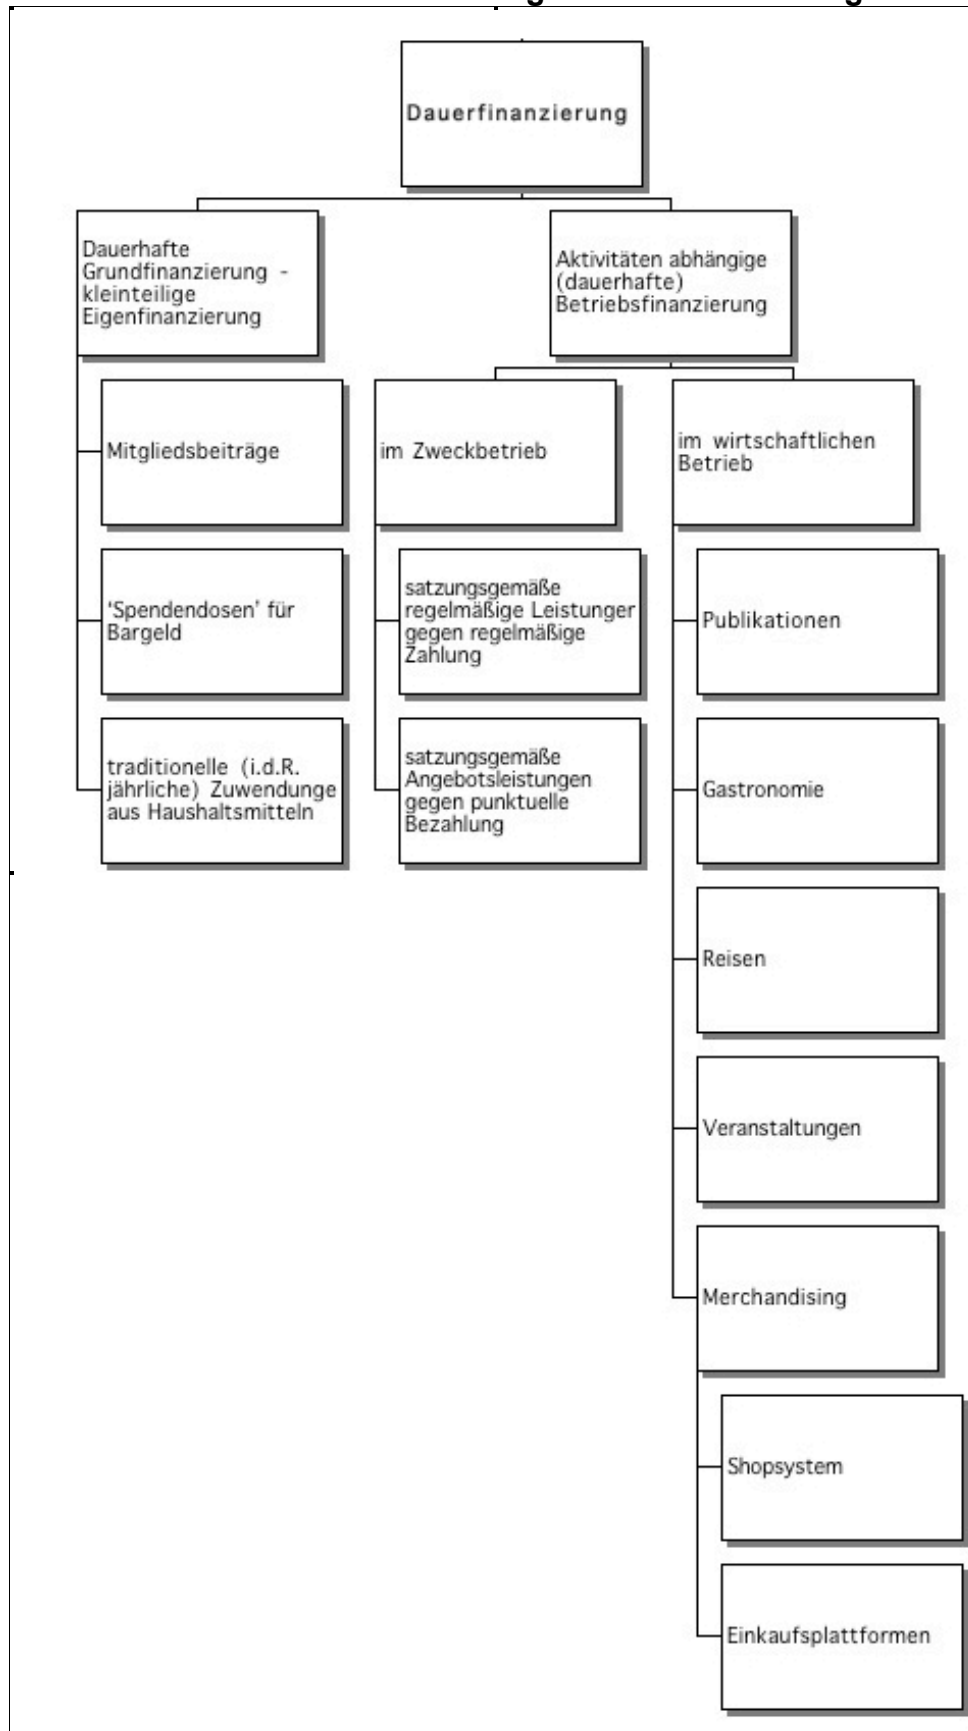 Dauerfinanzierung
Dauerhafte
Grundfinanzierung -
kleinteilige
Eigenfinanzierung
Aktivitäten abhängige
(dauerhafte)
Betriebsfinanzierung
Mitgliedsbeiträge
im Zweckbetrieb
im wirtschaftlichen
Betrieb
'Spendendosen' für
Bargeld
satzungsgemäße
regelmäßige Leistunger
gegen regelmäßige
Zahlung
Publikationen
traditionelle (i.d.R.
jährliche) Zuwendunge
aus Haushaltsmitteln
satzungsgemäße
Angebotsleistungen
gegen punktuelle
Bezahlung
Gastronomie
Reisen
Veranstaltungen
Merchandising
Shopsystem
Einkaufsplattformen